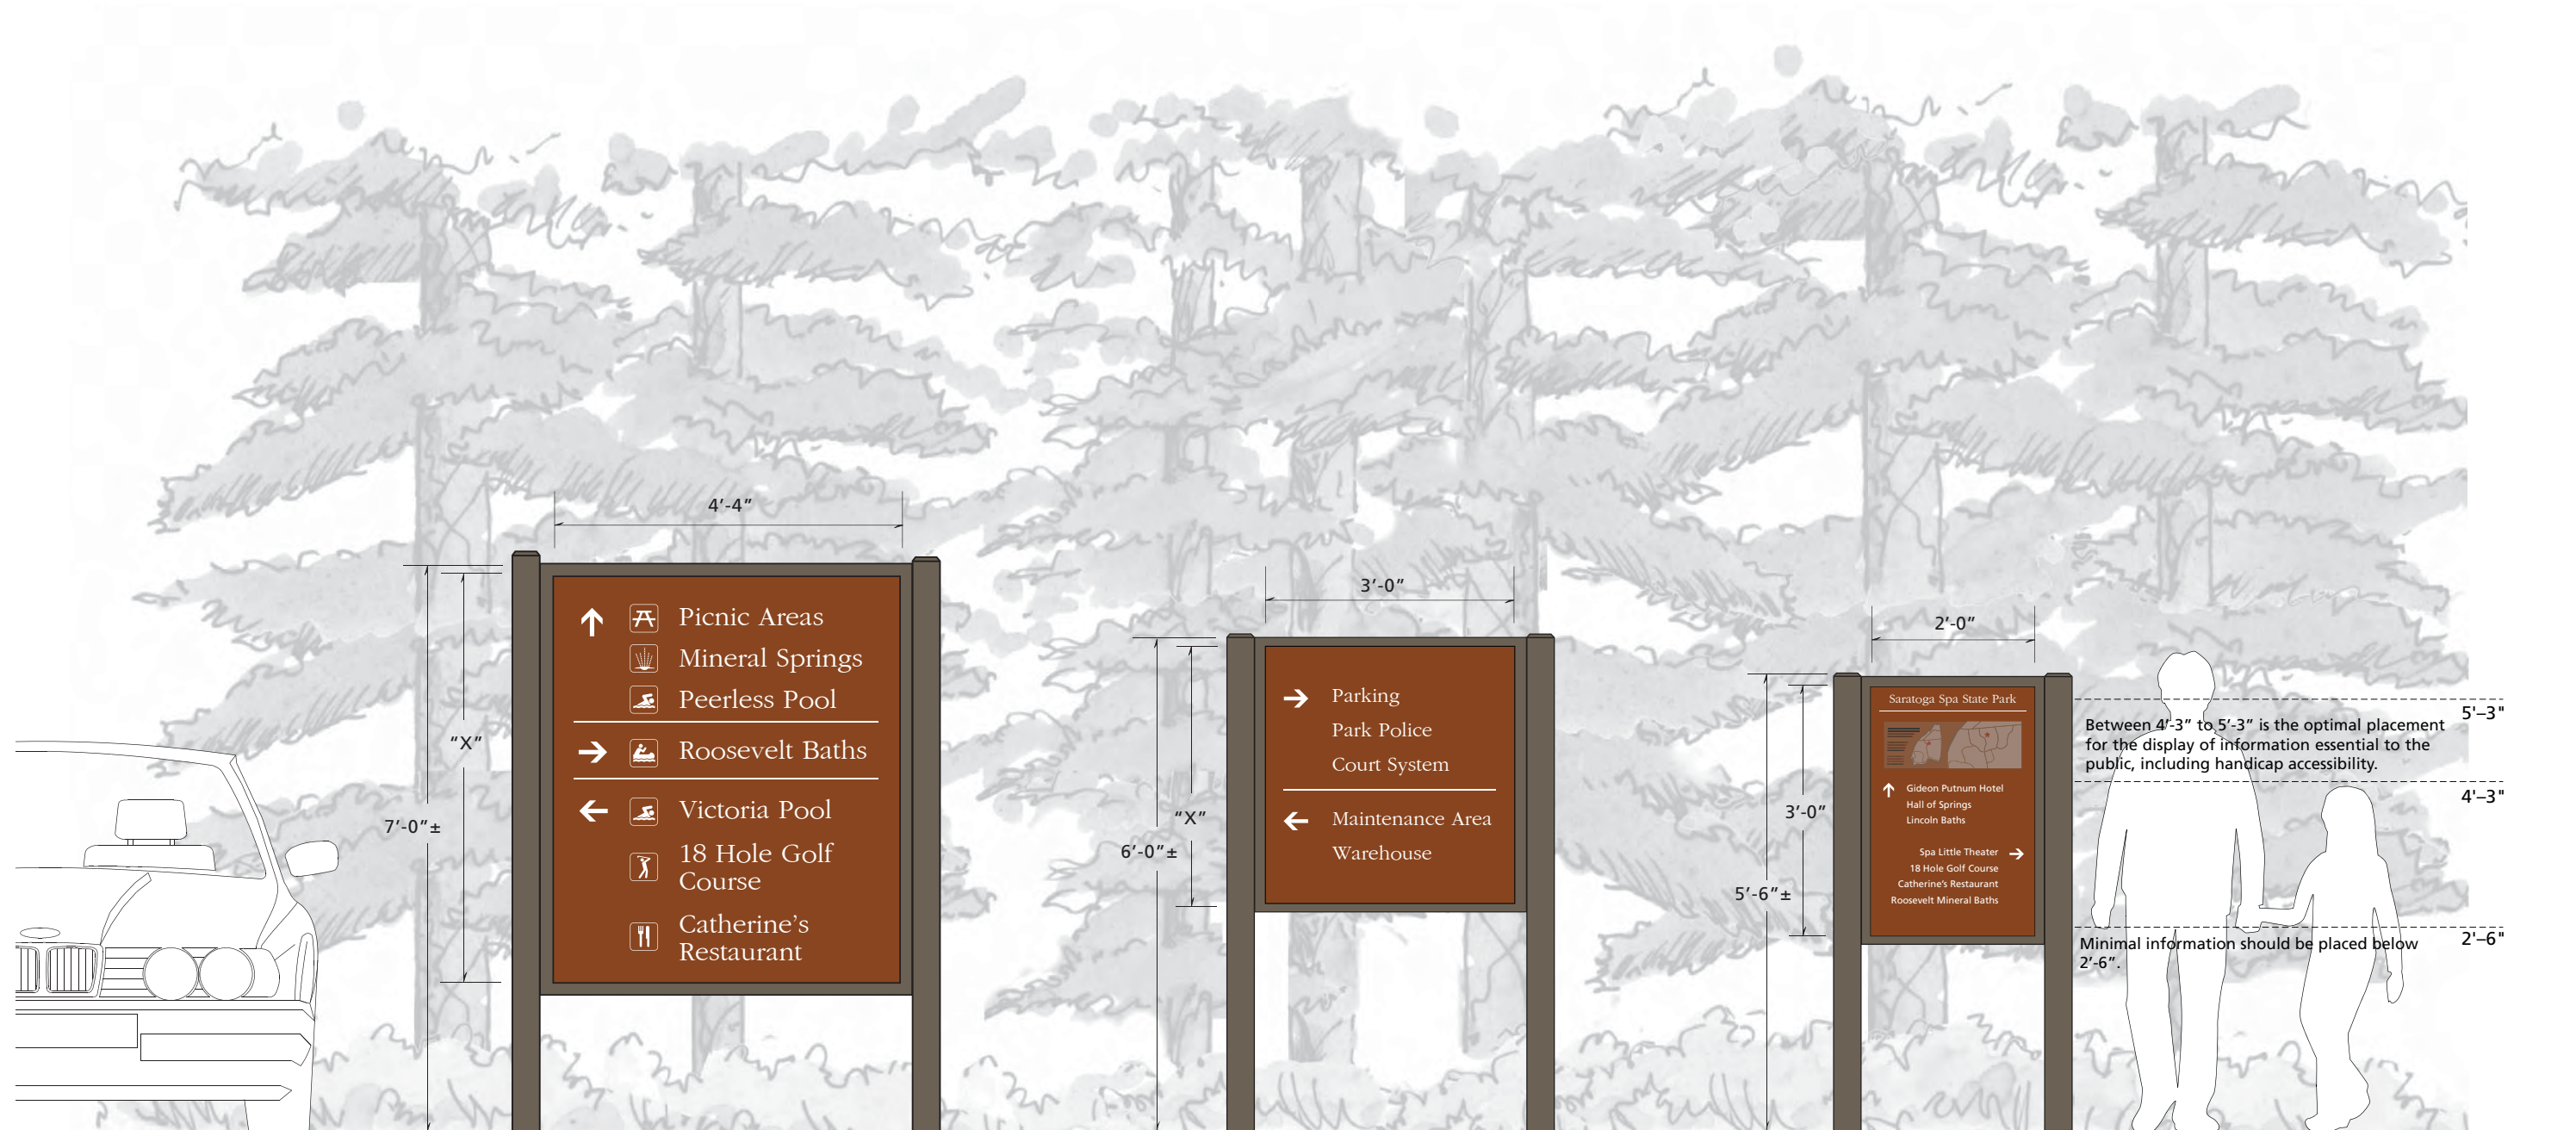 4’-4”
7’-0”±
“X”
Picnic Areas
Mineral Springs
Peerless Pool
Roosevelt Baths
Victoria Pool
18 Hole Golf
Course
Catherine’s
Restaurant
3’-0”
6’-0”±
“X”
Parking
Park Police
Court System
Maintenance Area
Warehouse
2’-0”
5’-6”±
3’-0”
Saratoga Spa State Park
Gideon Putnum Hotel
Hall of Springs
Lincoln Baths
Spa Little Theater
18 Hole Golf Course
Catherine’s Restaurant
Roosevelt Mineral Baths
5'–3"
Between 4’-3” to 5’-3” is the optimal placement
for the display of information essential to the
public, including handicap accessibility.
4'–3"
2'–6"
Minimal information should be placed below
2’-6”.